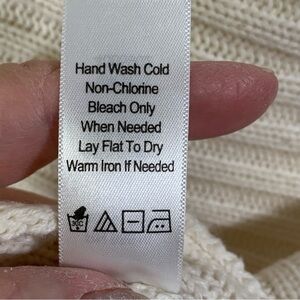 Hand Wash Cold
Non-Chlorine
Bleach Only
When Needed
Lay Flat To Dry
Warm Iron If Needed